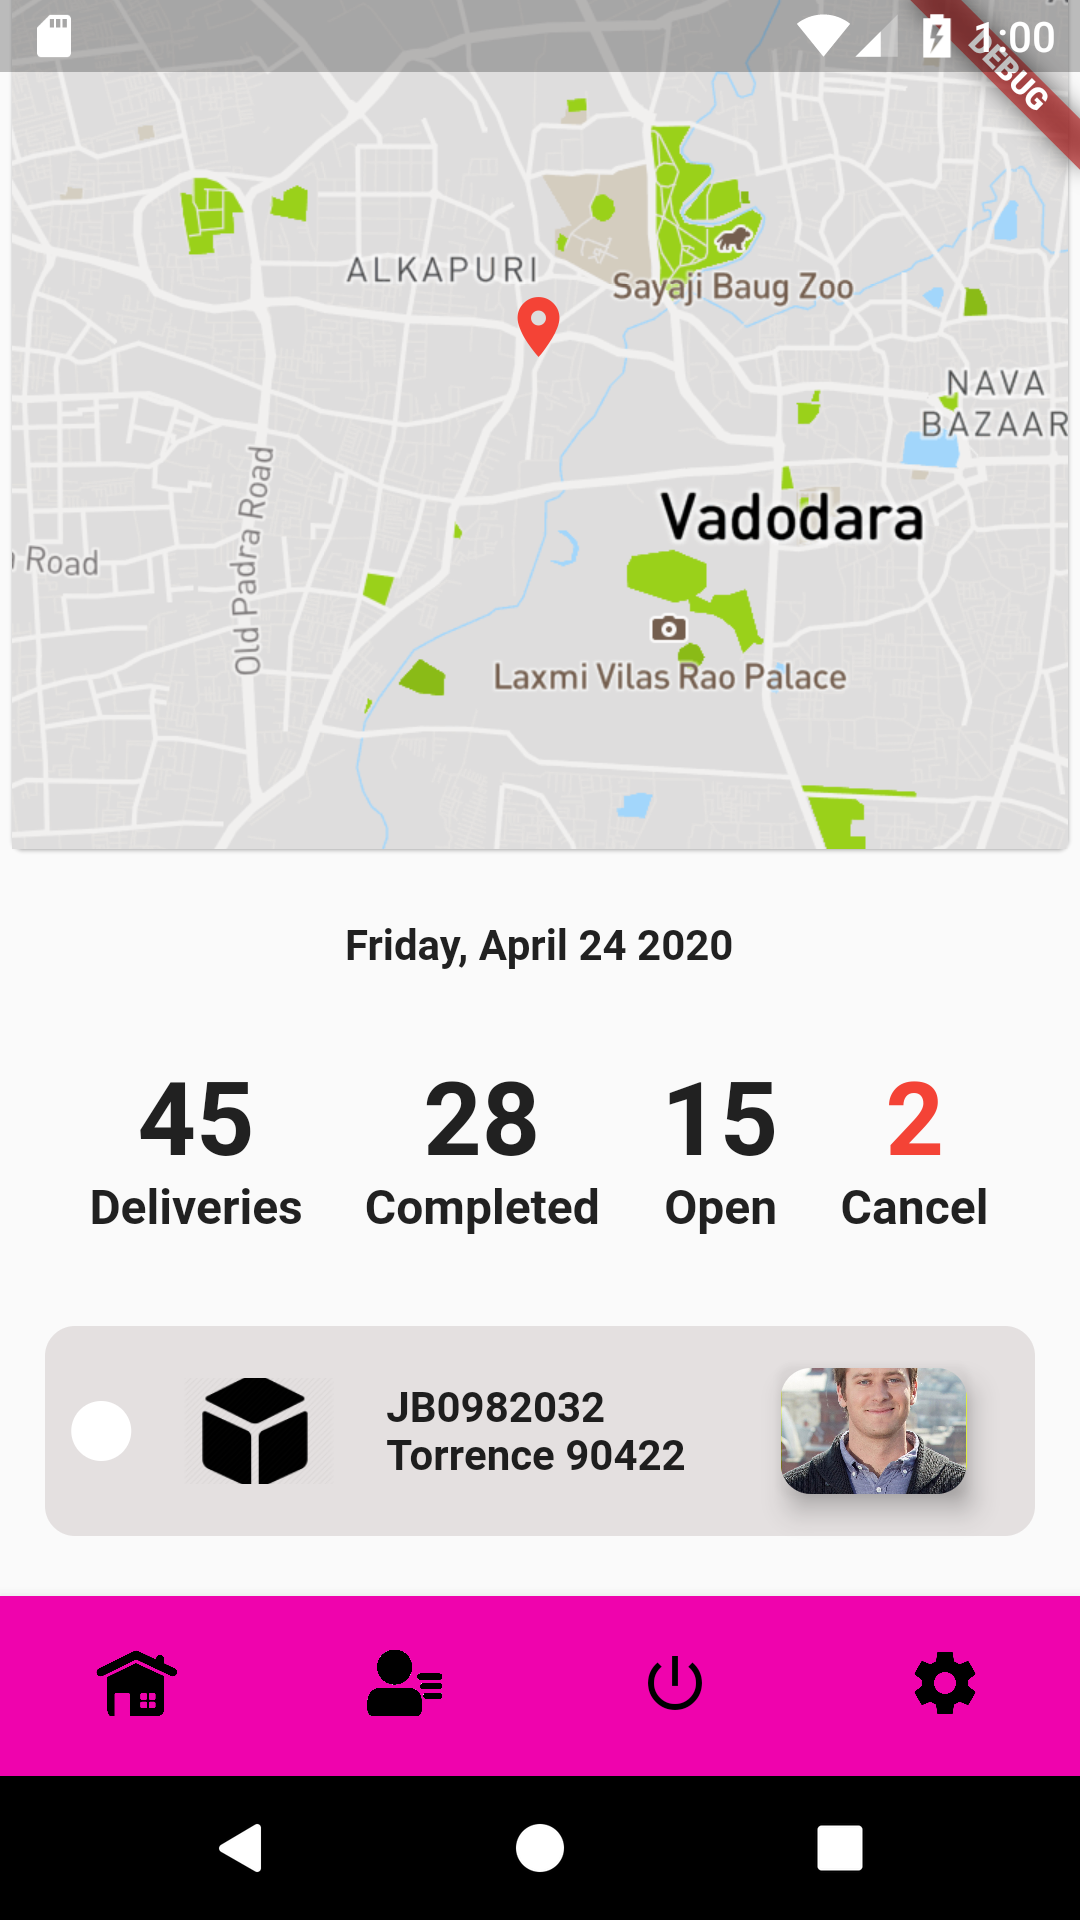 1:00
DEBUG
ALKAPURI
Sayaji Baug Zoo
NAVA
BAZAAR
Vadodara
Road
Old Padra Road
Laxmi Vilas Rao Palace
Friday, April 24 2020
45 28 15 2
Deliveries Completed Open Cancel
JB0982032
Torrence 90422